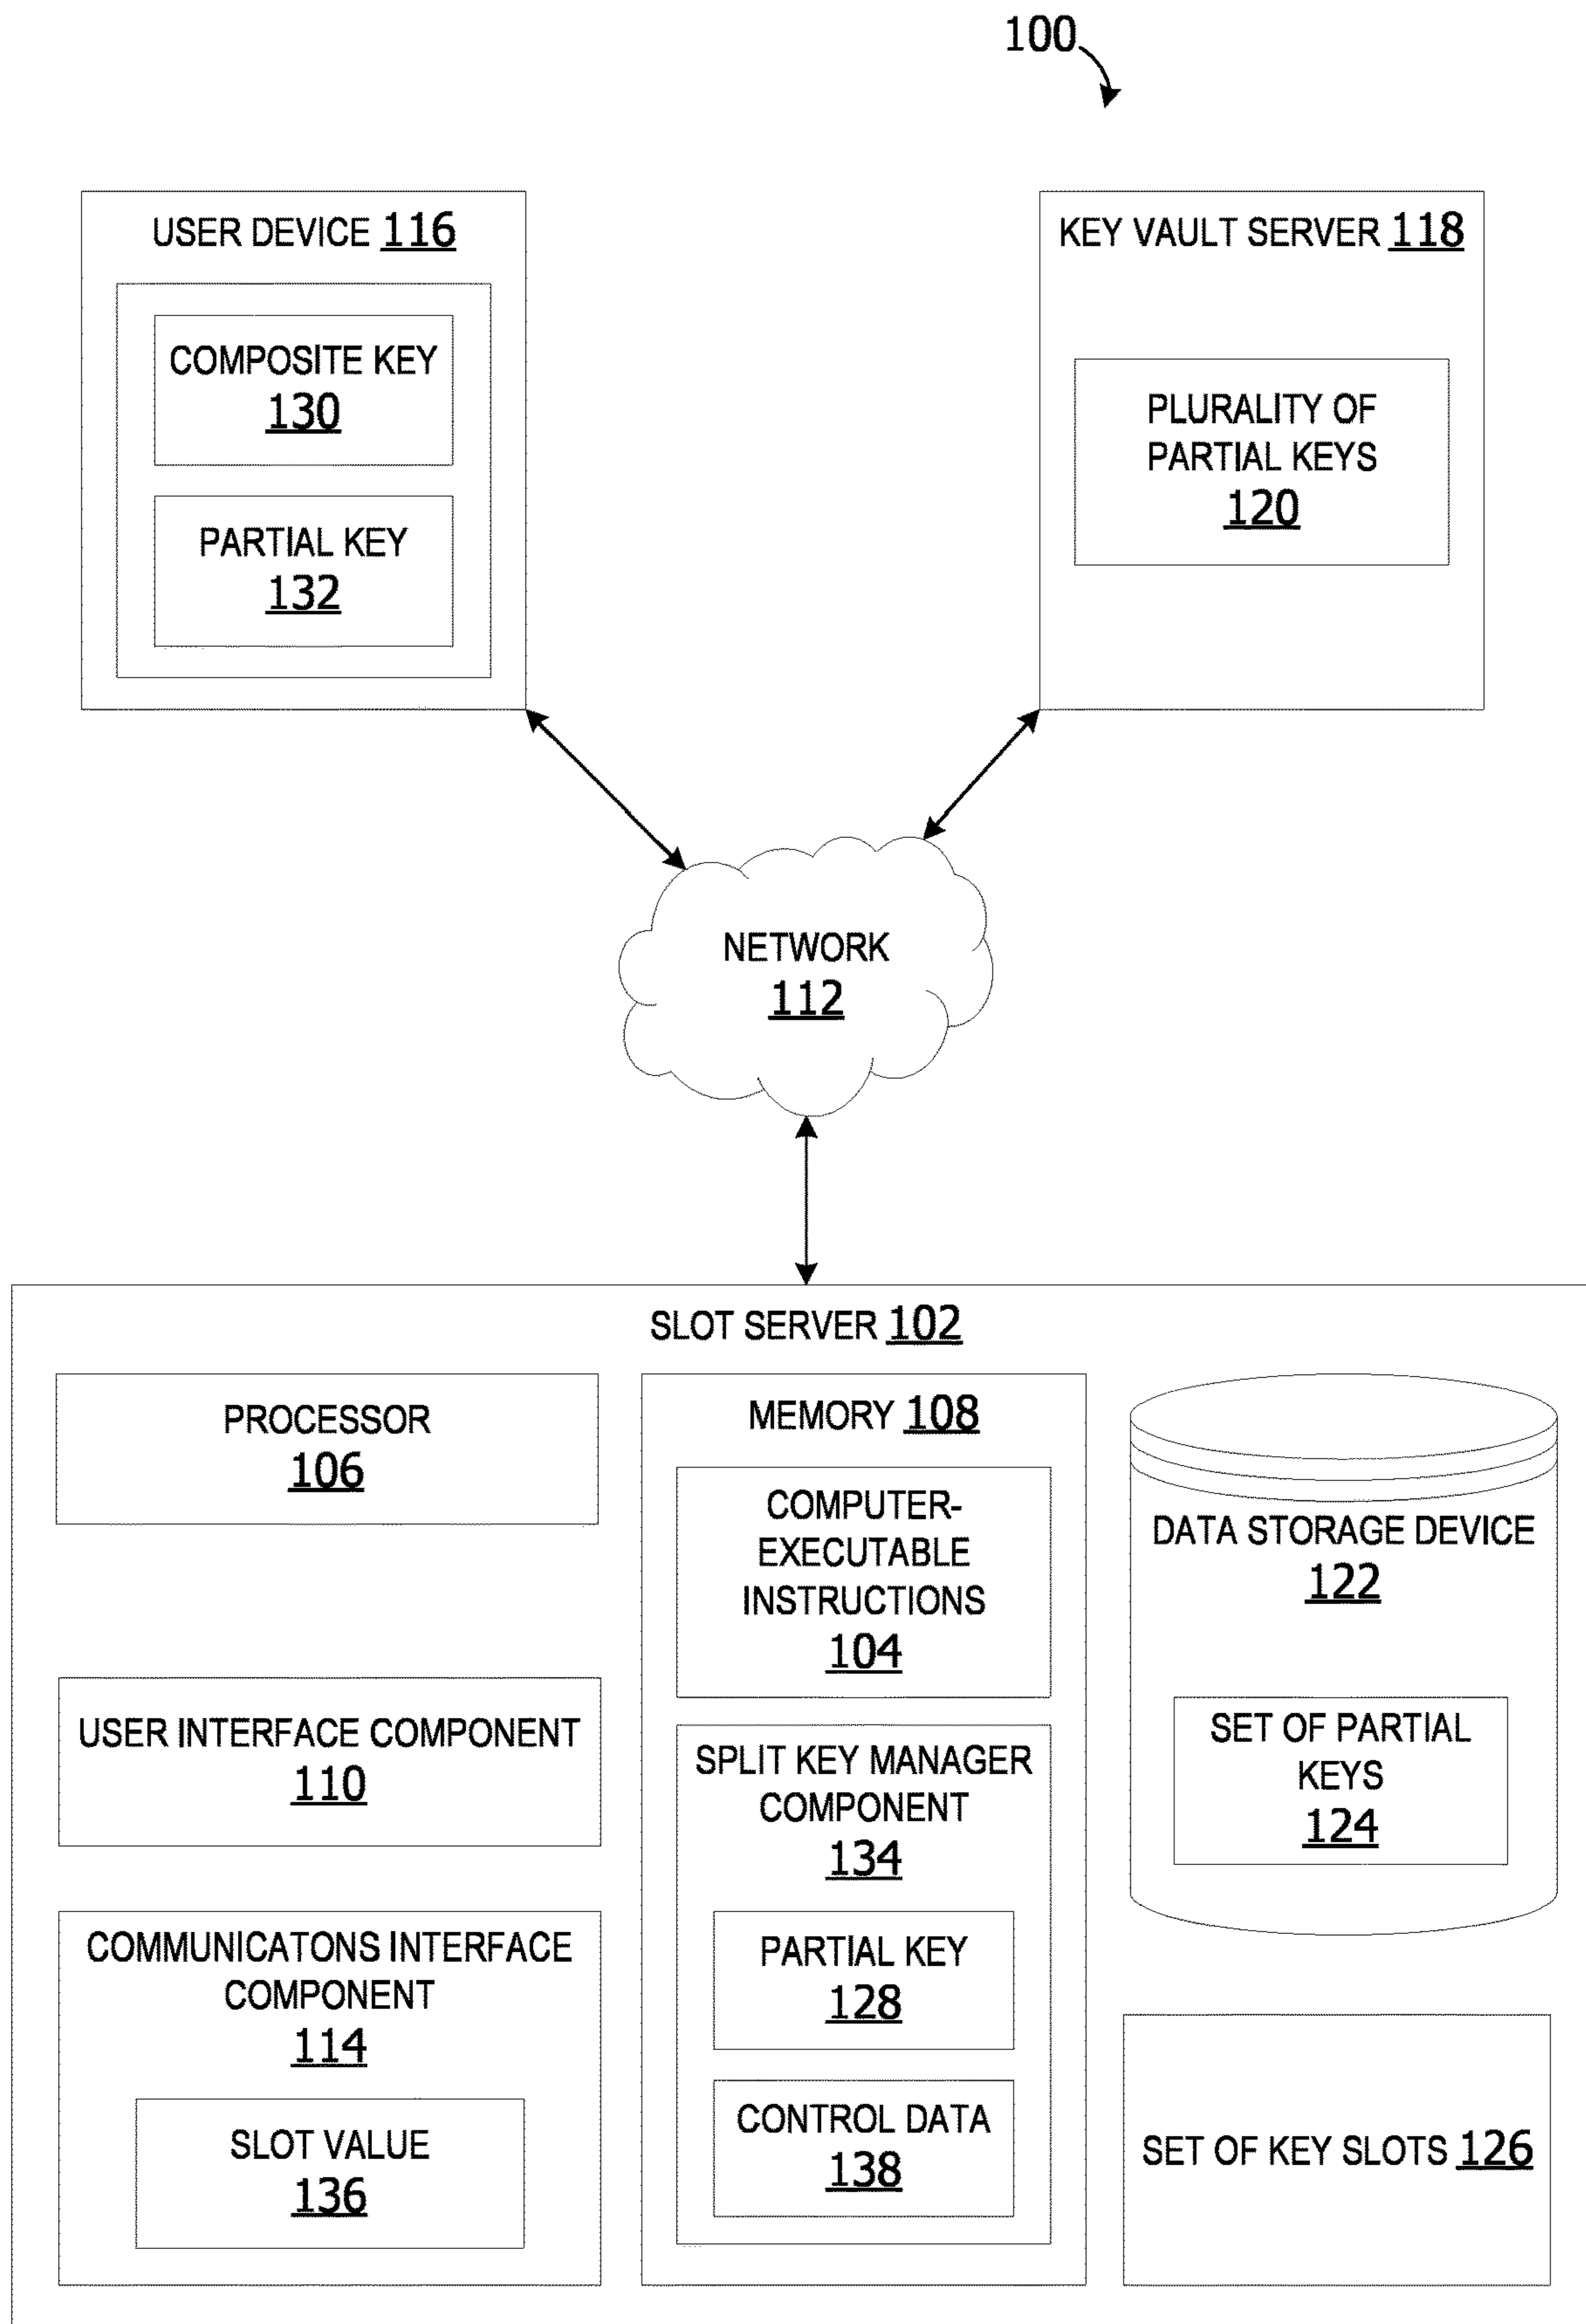 100
USER DEVICE 116
COMPOSITE KEY
130
PARTIAL KEY
132
KEY VAULT SERVER 118
PLURALITY OF
PARTIAL KEYS
120
NETWORK
112
SLOT SERVER 102
PROCESSOR
106
USER INTERFACE COMPONENT
110
COMMUNICATONS INTERFACE
COMPONENT
114
SLOT VALUE
136
MEMORY 108
COMPUTER-
EXECUTABLE
INSTRUCTIONS
104
SPLIT KEY MANAGER
COMPONENT
134
PARTIAL KEY
128
CONTROL DATA
138
DATA STORAGE DEVICE
122
SET OF PARTIAL
KEYS
124
SET OF KEY SLOTS 126